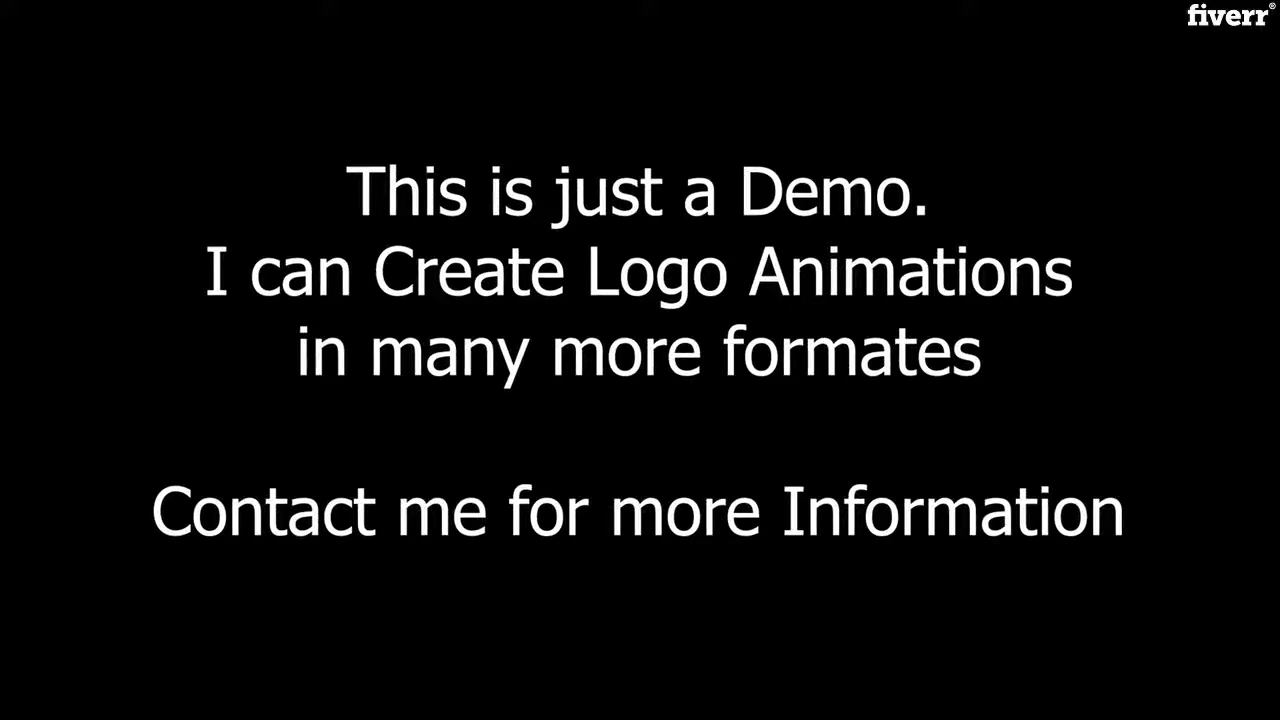 fiverr®
This is just a Demo.
I can Create Logo Animations
in many more formates
Contact me for more Information